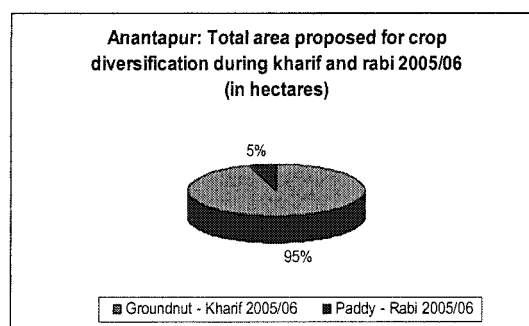 Anantapur: Total area proposed for crop
diversification during kharif and rabi 2005/06
(in hectares)
5%
95%
Groundnut - Kharif 2005/06 Paddy - Rabi 2005/06